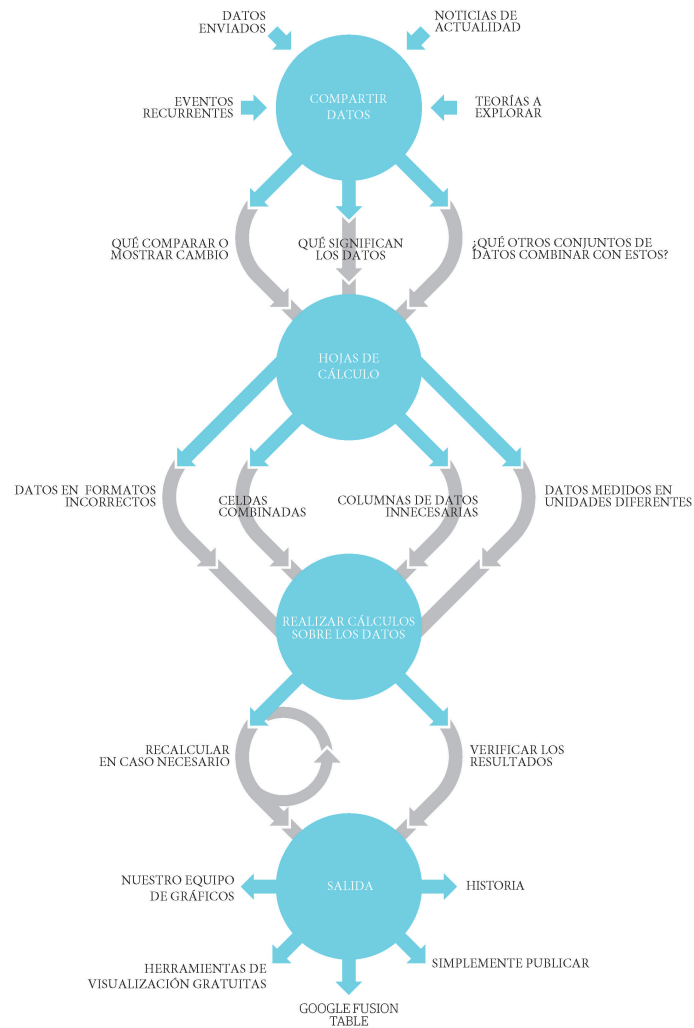 DATOS
ENVIADOS
NOTICIAS DE
ACTUALIDAD
EVENTOS
RECURRENTES
COMPARTIR
DATOS
TEORÍAS A
EXPLORAR
QUÉ COMPARAR O
MOSTRAR CAMBIO
QUÉ SIGNIFICAN
LOS DATOS
¿QUÉ OTROS CONJUNTOS DE
DATOS COMBINAR CON ESTOS?
HOJAS DE
CÁLCULO
DATOS EN FORMATOS
INCORRECTOS
CELDAS
COMBINADAS
COLUMNAS DE DATOS
INNECESARIAS
DATOS MEDIDOS EN
UNIDADES DIFERENTES
REALIZAR CÁLCULOS
SOBRE LOS DATOS
RECALCULAR
EN CASO NECESARIO
VERIFICAR LOS
RESULTADOS
NUESTRO EQUIPO
DE GRÁFICOS
SALIDA
HISTORIA
HERRAMIENTAS DE
VISUALIZACIÓN GRATUITAS
SIMPLEMENTE PUBLICAR
GOOGLE FUSION
TABLE